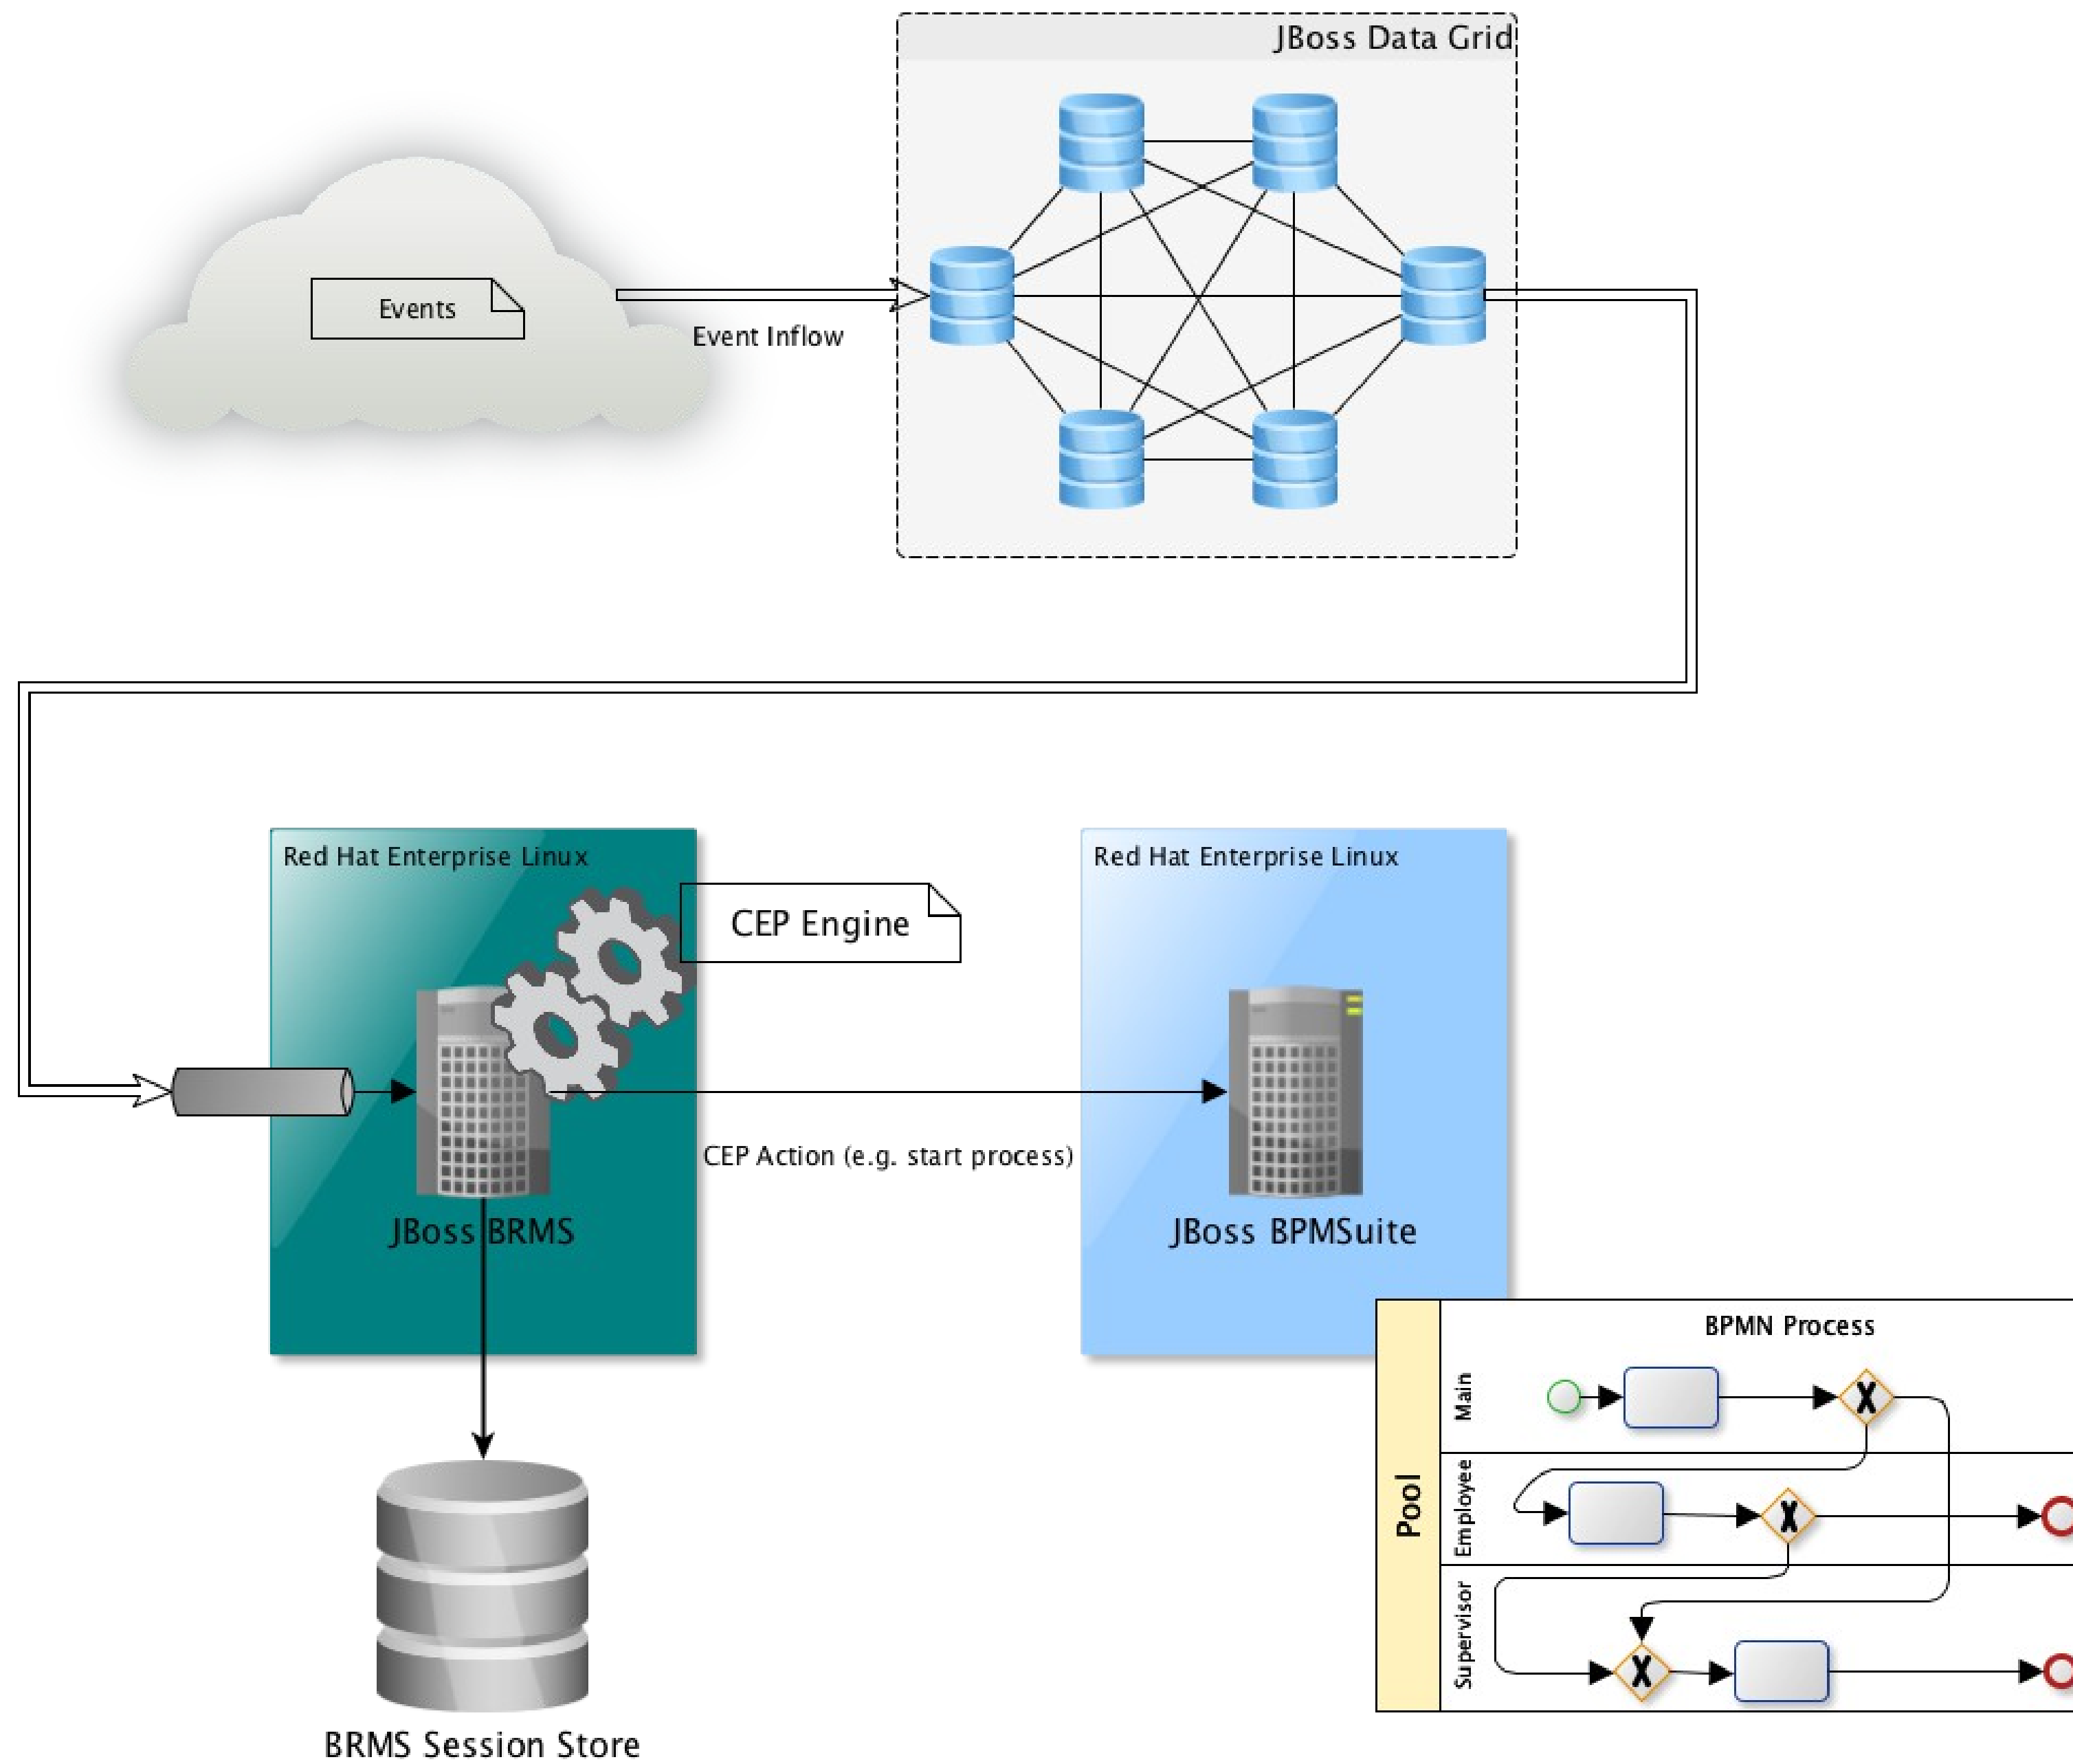 JBoss Data Grid
Events
Event Inflow
Red Hat Enterprise Linux
Red Hat Enterprise Linux
CEP Engine
CEP Action (e.g. start process)
JBoss BRMS
JBoss BPMSuite
BPMN Process
Pool
Main
Employee
Supervisor
BRMS Session Store